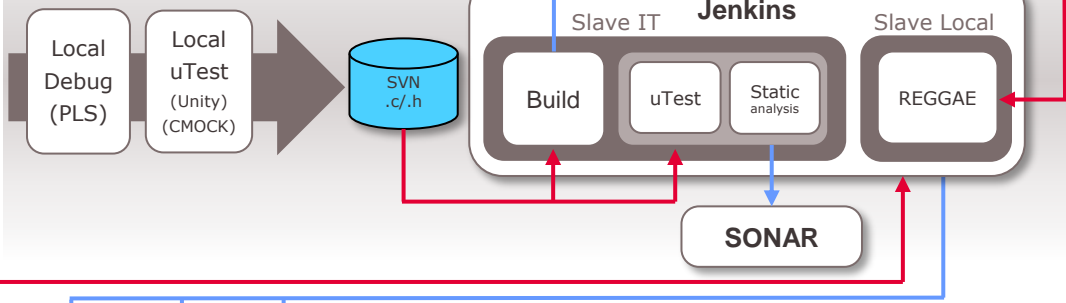 Jenkins
Slave IT
Slave Local
Local
Debug
(PLS)
Local
uTest
(Unity)
(CMOCK)
SVN
.c/.h
Build
uTest
Static
analysis
REGGAE
SONAR